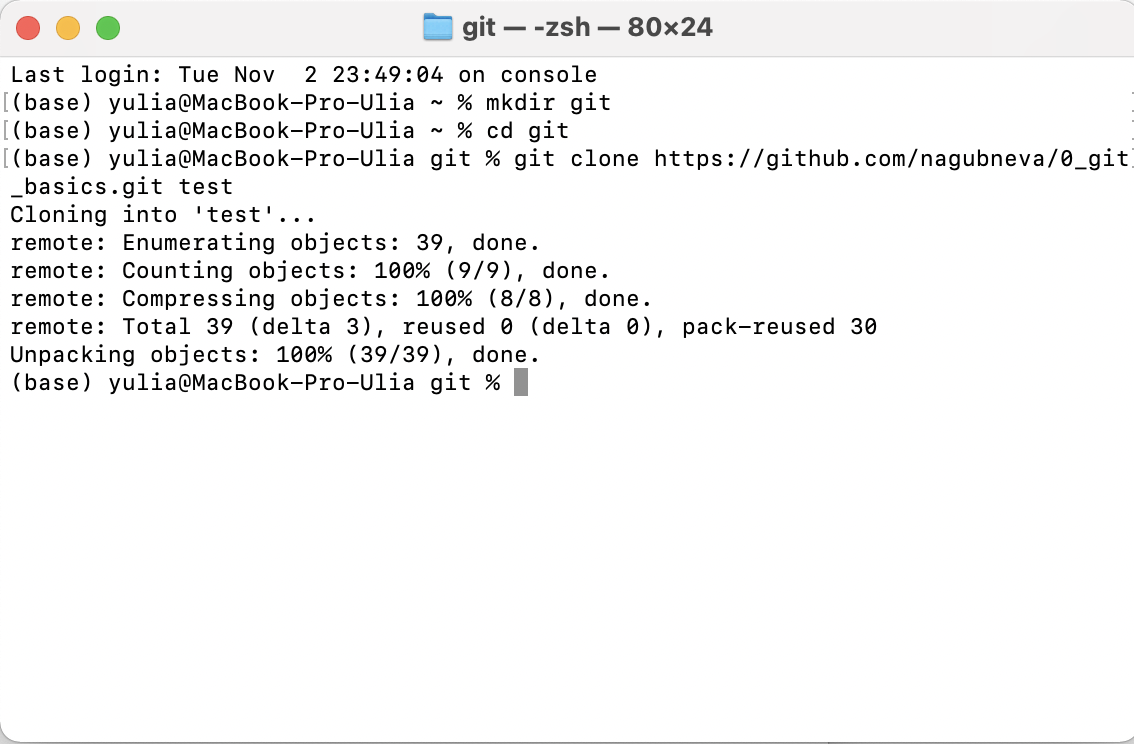 git — -zsh — 80×24
Last login: Tue Nov  2 23:49:04 on console
[(base) yulia@MacBook-Pro-Ulia ~ % mkdir git
[(base) yulia@MacBook-Pro-Ulia ~ % cd git
[(base) yulia@MacBook-Pro-Ulia git % git clone https://github.com/nagubneva/0_git]
_basics.git test
Cloning into 'test'...
remote: Enumerating objects: 39, done.
remote: Counting objects: 100% (9/9), done.
remote: Compressing objects: 100% (8/8), done.
remote: Total 39 (delta 3), reused 0 (delta 0), pack-reused 30
Unpacking objects: 100% (39/39), done.
(base) yulia@MacBook-Pro-Ulia git %